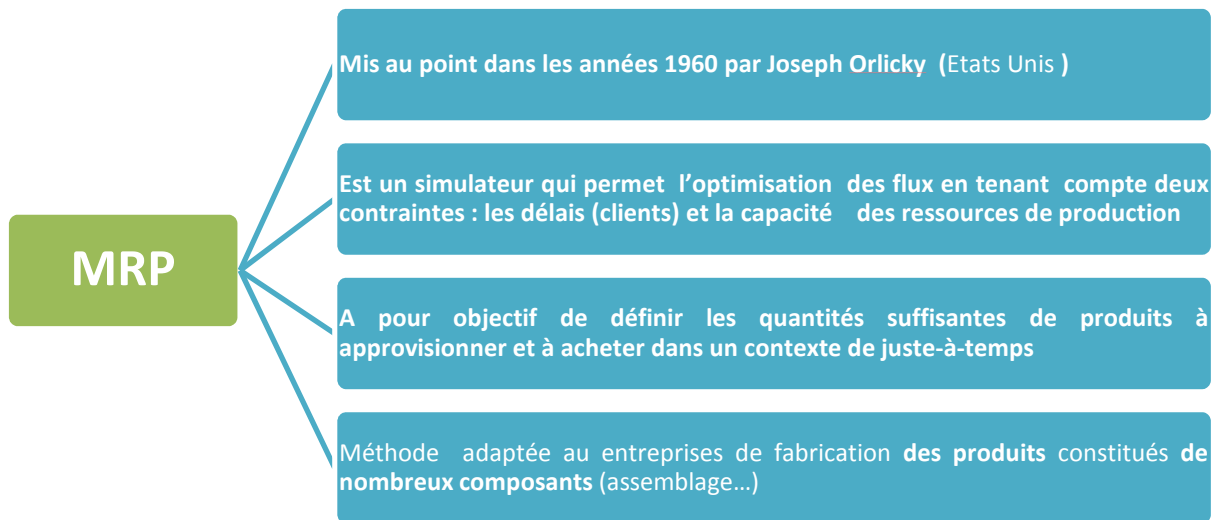 MRP
Mis au point dans les années 1960 par Joseph Orlicky (Etats Unis )
Est un simulateur qui permet l’optimisation des flux en tenant compte deux
contraintes : les délais (clients) et la capacité des ressources de production
A pour objectif de définir les quantités suffisantes de produits à
approvisionner et à acheter dans un contexte de juste-à-temps
Méthode adaptée au entreprises de fabrication des produits constitués de
nombreux composants (assemblage…)